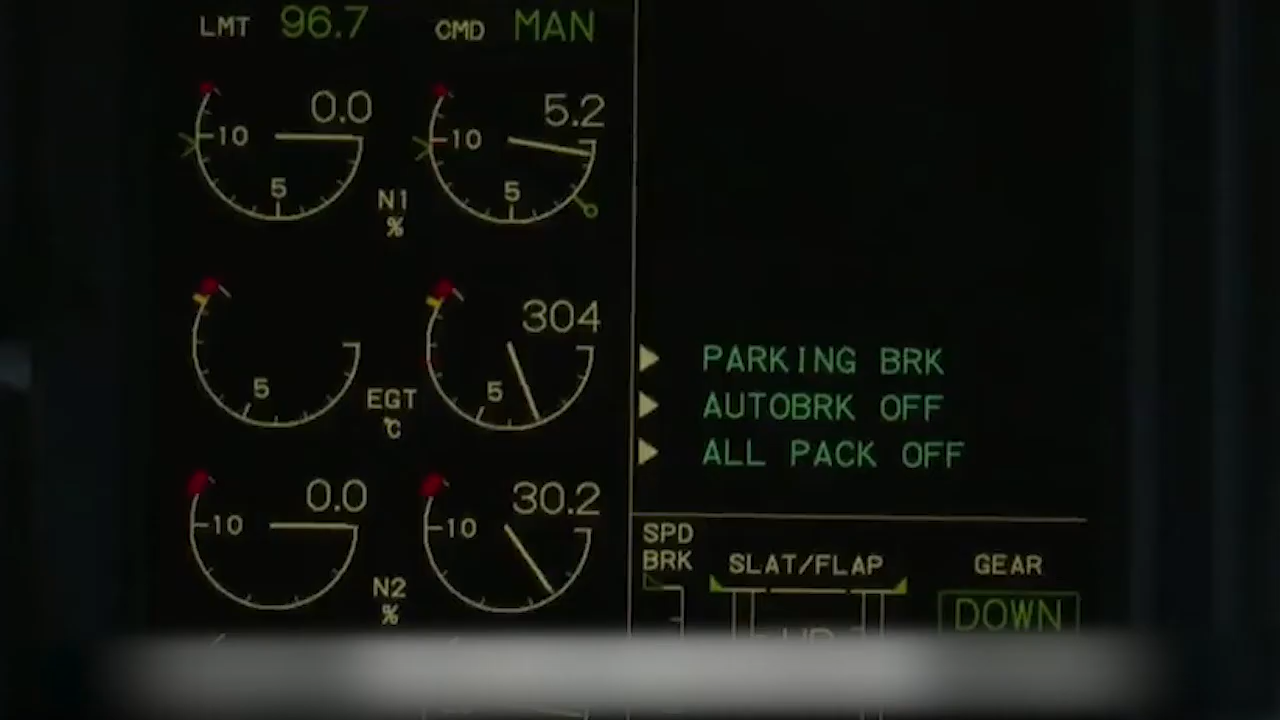 LMT 96.7 CMD MAN
0.0 5.2
10 10
5 5
N1
%
304
5 5
EGT
°C
PARKING BRK
AUTOBRK OFF
ALL PACK OFF
0.0 30.2
10 10
N2
%
SPD
BRK
SLAT/FLAP
GEAR
DOWN